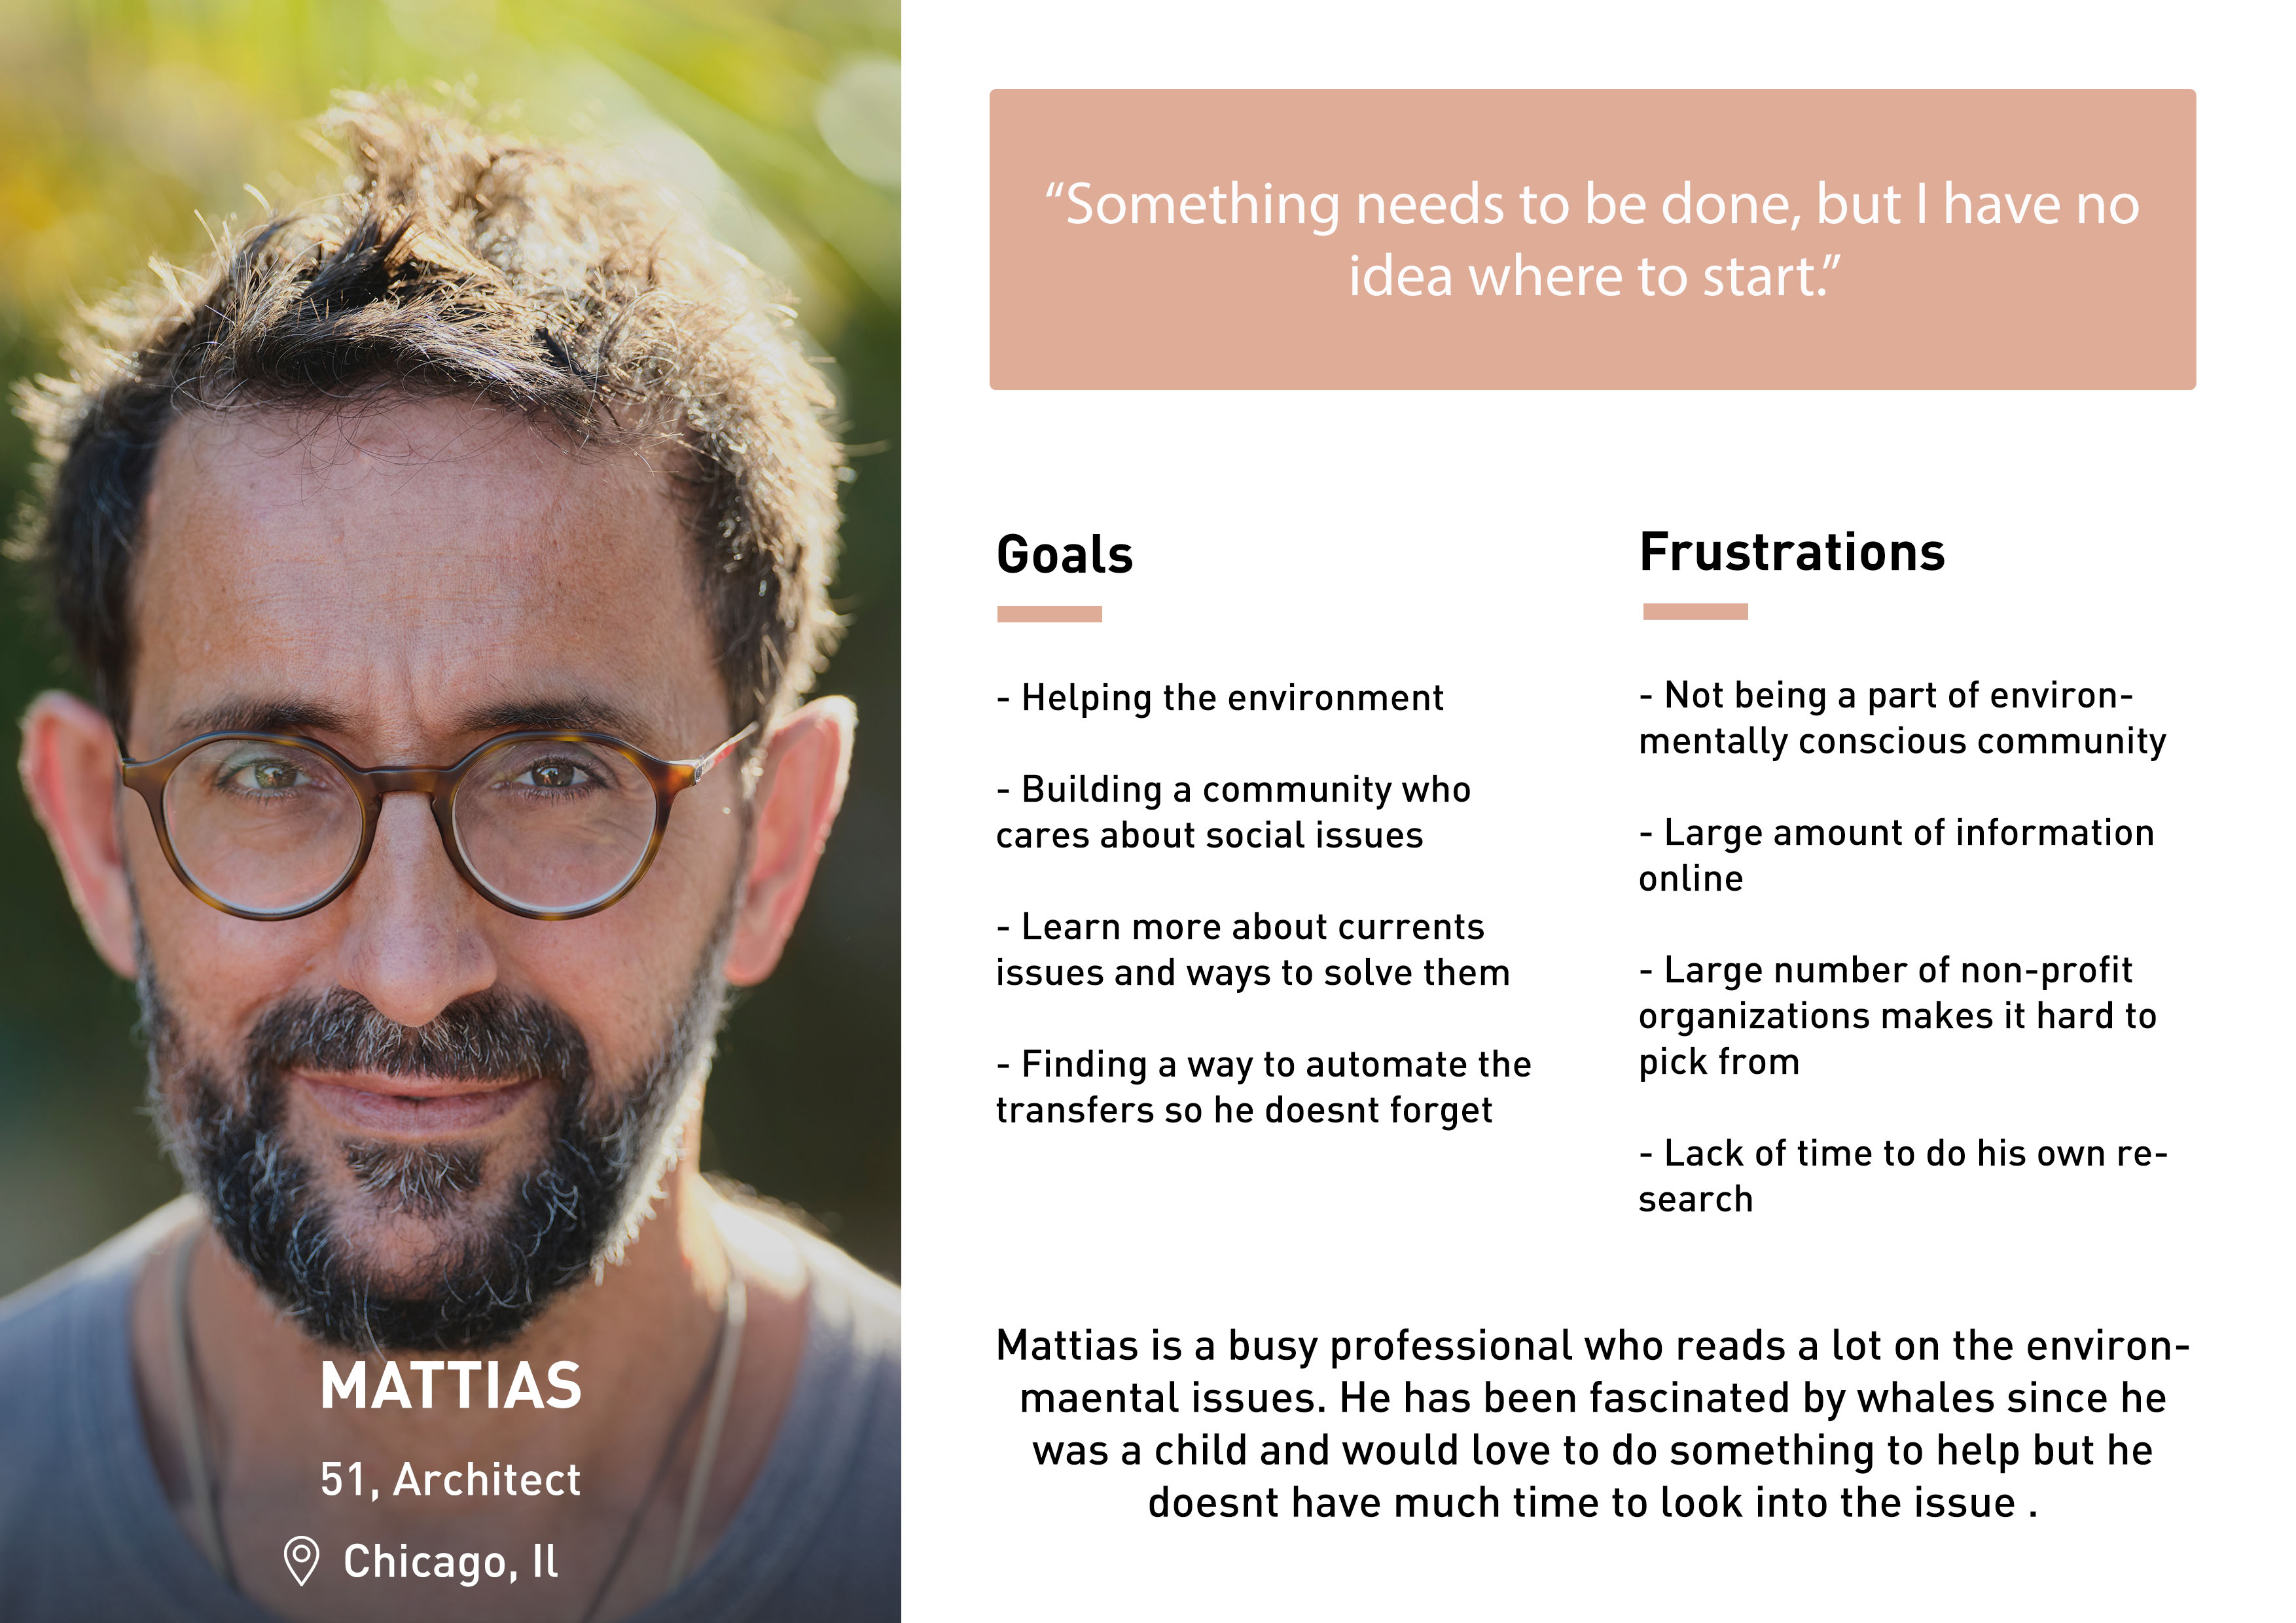 “Something needs to be done, but I have no
idea where to start.”
Goals
- Helping the environment
- Building a community who
cares about social issues
- Learn more about currents
issues and ways to solve them
- Finding a way to automate the
transfers so he doesnt forget
Frustrations
- Not being a part of environ-
mentally conscious community
- Large amount of information
online
- Large number of non-profit
organizations makes it hard to
pick from
- Lack of time to do his own re-
search
Mattias is a busy professional who reads a lot on the environ-
maental issues. He has been fascinated by whales since he
was a child and would love to do something to help but he
doesnt have much time to look into the issue .
MATTIAS
51, Architect
Chicago, Il